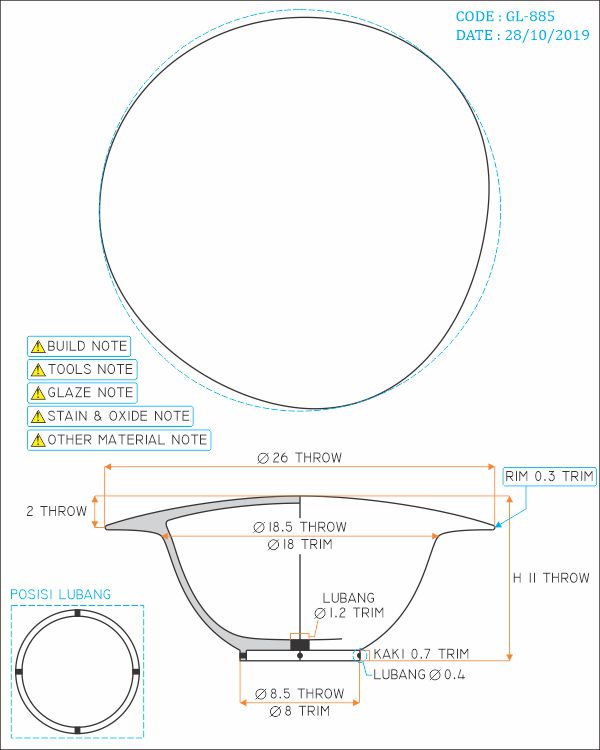 CODE : GL-885
DATE : 28/10/2019
BUILD NOTE
TOOLS NOTE
GLAZE NOTE
STAIN & OXIDE NOTE
OTHER MATERIAL NOTE
Ø 26 THROW
RIM 0.3 TRIM
2 THROW
Ø 18.5 THROW
Ø 18 TRIM
H 11 THROW
POSISI LUBANG
LUBANG
Ø 1.2 TRIM
KAKI 0.7 TRIM
LUBANG Ø 0.4
Ø 8.5 THROW
Ø 8 TRIM